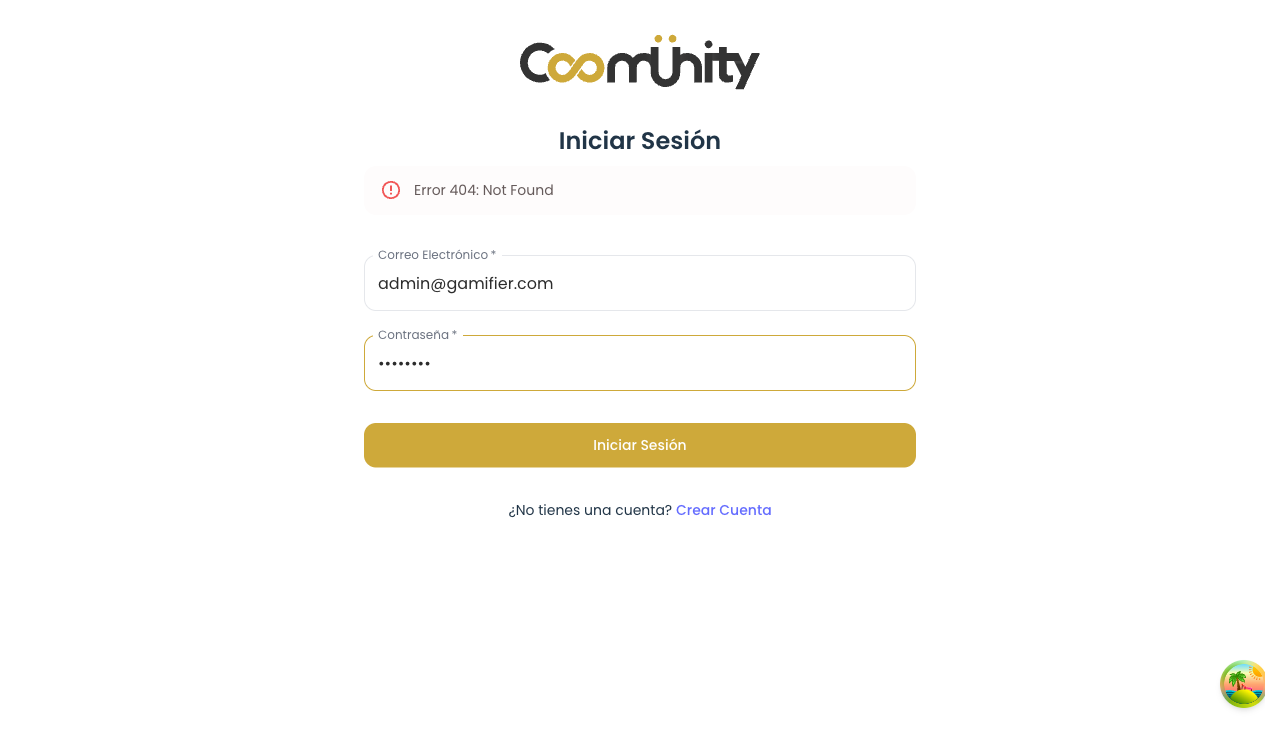 Coomünity
Iniciar Sesión
Error 404: Not Found
Correo Electrónico *
admin@gamifier.com
Contraseña *
••••••••
Iniciar Sesión
¿No tienes una cuenta? Crear Cuenta